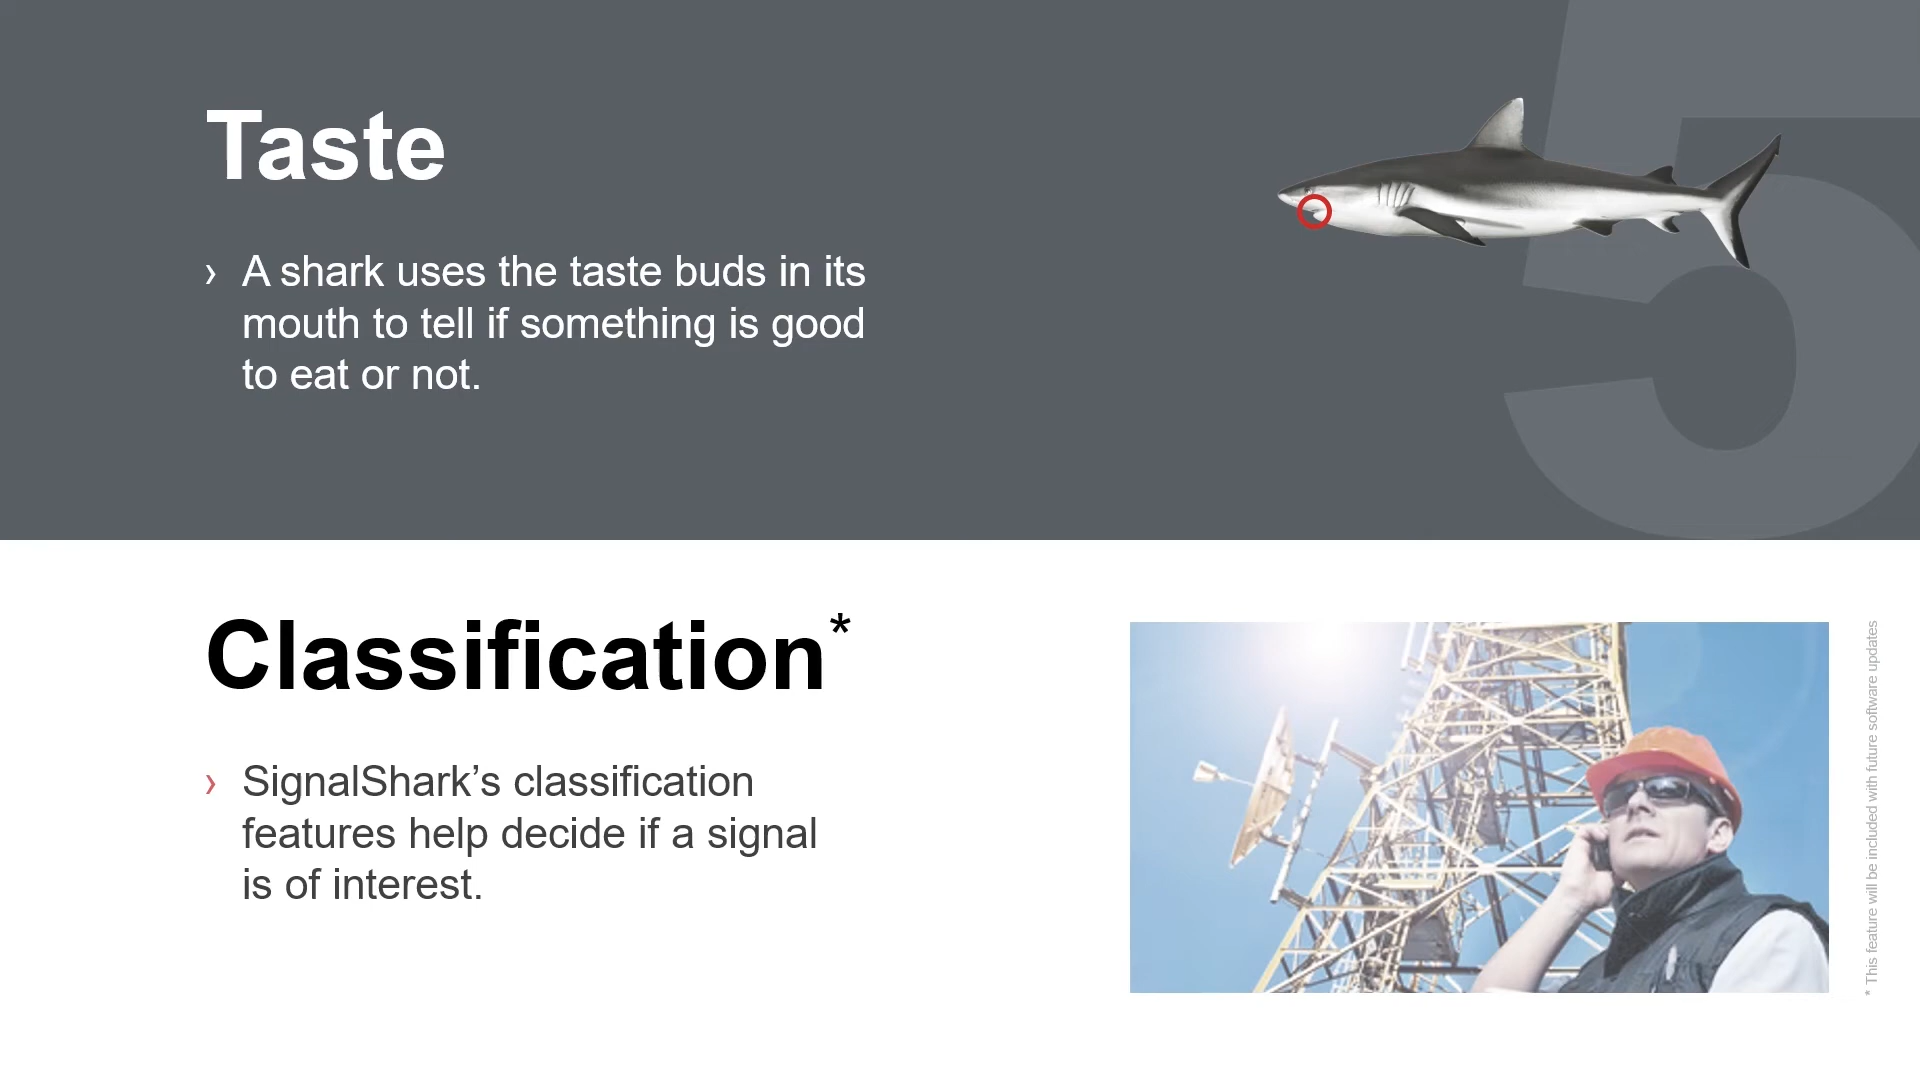 5
Taste
› A shark uses the taste buds in its
mouth to tell if something is good
to eat or not.
Classification*
› SignalShark’s classification
features help decide if a signal
is of interest.
* This feature will be included with future software updates